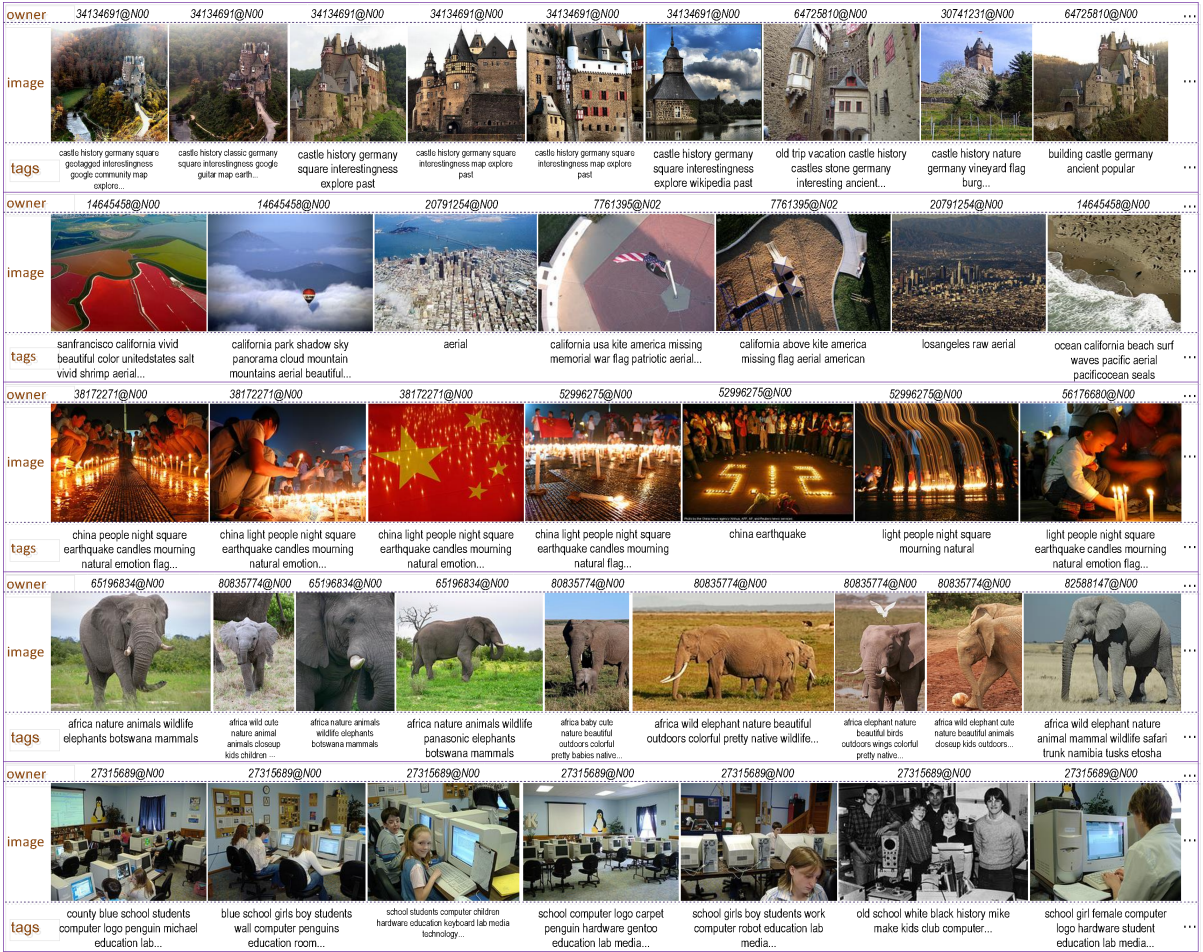 owner 34134691@N00 34134691@N00 34134691@N00 34134691@N00 34134691@N00 34134691@N00 64725810@N00 30741231@N00 64725810@N00 ...
image ...
tags
castle history germany square
geotagged interestingness
google community map
explore...
castle history classic germany
square interestingness google
guitar map earth...
castle history germany
square interestingness
explore past
castle history germany square
interestingness map explore
past
castle history germany square
interestingness map explore
past
castle history germany
square interestingness
explore wikipedia past
old trip vacation castle history
castles stone germany
interesting ancient...
castle history nature
germany vineyard flag
burg...
building castle germany
ancient popular
...
owner 14645458@N00 14645458@N00 20791254@N00 7761395@N02 7761395@N02 20791254@N00 14645458@N00 ...
image ...
tags
sanfrancisco california vivid
beautiful color unitedstates salt
vivid shrimp aerial...
california park shadow sky
panorama cloud mountain
mountains aerial beautiful...
aerial
california usa kite america missing
memorial war flag patriotic aerial...
california above kite america
missing flag aerial american
losangeles raw aerial
ocean california beach surf
waves pacific aerial
pacificocean seals
...
owner 38172271@N00 38172271@N00 38172271@N00 52996275@N00 52996275@N00 52996275@N00 56176680@N00 ...
image ...
tags
china people night square
earthquake candles mourning
natural emotion flag...
china light people night square
earthquake candles mourning
natural emotion...
china light people night square
earthquake candles mourning
natural emotion...
china light people night square
earthquake candles mourning
natural flag...
china earthquake
light people night square
mourning natural
light people night square
earthquake candles mourning
natural emotion flag...
...
owner 65196834@N00 80835774@N00 65196834@N00 65196834@N00 80835774@N00 80835774@N00 80835774@N00 80835774@N00 82588147@N00 ...
image ...
tags
africa nature animals wildlife
elephants botswana mammals
africa wild cute
nature animal
animals closeup
kids children ...
africa nature animals
wildlife elephants
botswana mammals
africa nature animals wildlife
panasonic elephants
botswana mammals
africa baby cute
nature beautiful
outdoors colorful
pretty babies native...
africa wild elephant nature beautiful
outdoors colorful pretty native wildlife...
africa elephant nature
beautiful birds
outdoors wings colorful
pretty native...
africa wild elephant cute
nature beautiful animals
closeup kids outdoors...
africa wild elephant nature
animal mammal wildlife safari
trunk namibia tusks etosha
...
owner 27315689@N00 27315689@N00 27315689@N00 27315689@N00 27315689@N00 27315689@N00 27315689@N00 ...
image ...
tags
county blue school students
computer logo penguin michael
education lab...
blue school girls boy students
wall computer penguins
education room...
school students computer children
hardware education keyboard lab media
technology...
school computer logo carpet
penguin hardware gentoo
education lab media...
school girls boy students work
computer robot education lab
media...
old school white black history mike
make kids club computer...
school girl female computer
logo hardware student
education lab media...
...